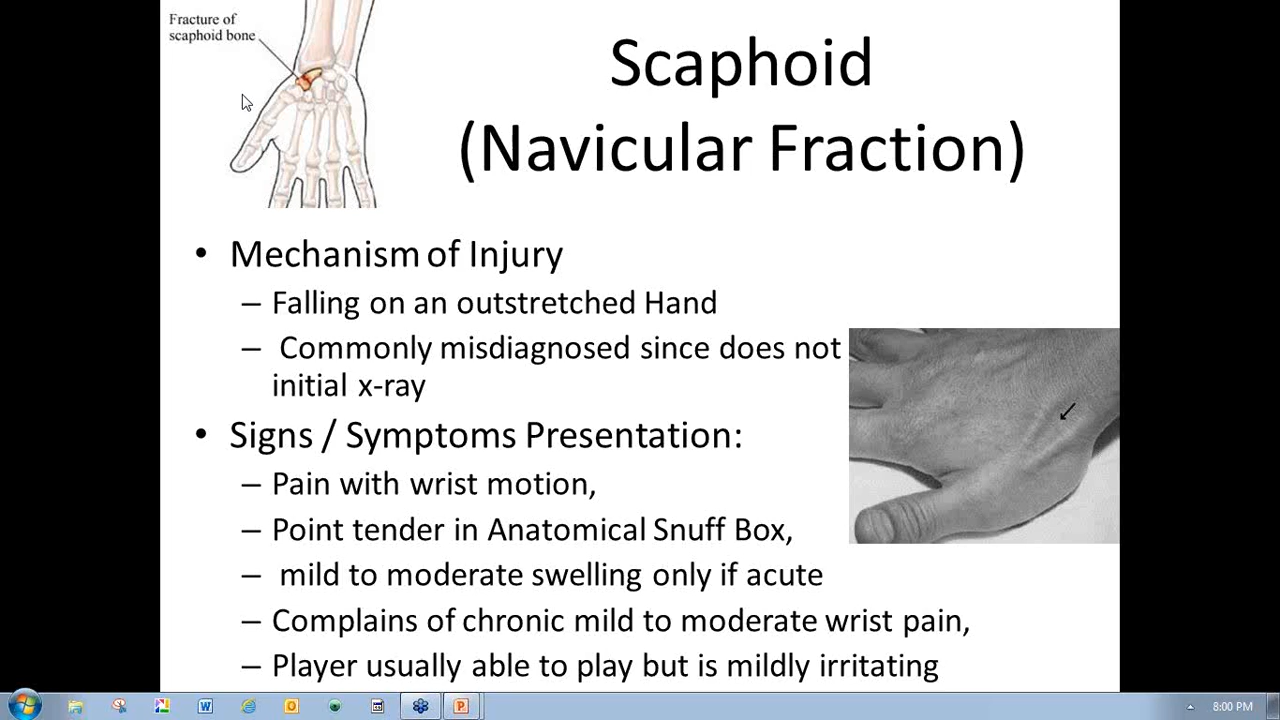 Fracture of
scaphoid bone
Scaphoid
(Navicular Fraction)
• Mechanism of Injury
– Falling on an outstretched Hand
– Commonly misdiagnosed since does not
initial x-ray
• Signs / Symptoms Presentation:
– Pain with wrist motion,
– Point tender in Anatomical Snuff Box,
– mild to moderate swelling only if acute
– Complains of chronic mild to moderate wrist pain,
– Player usually able to play but is mildly irritating
8:00 PM